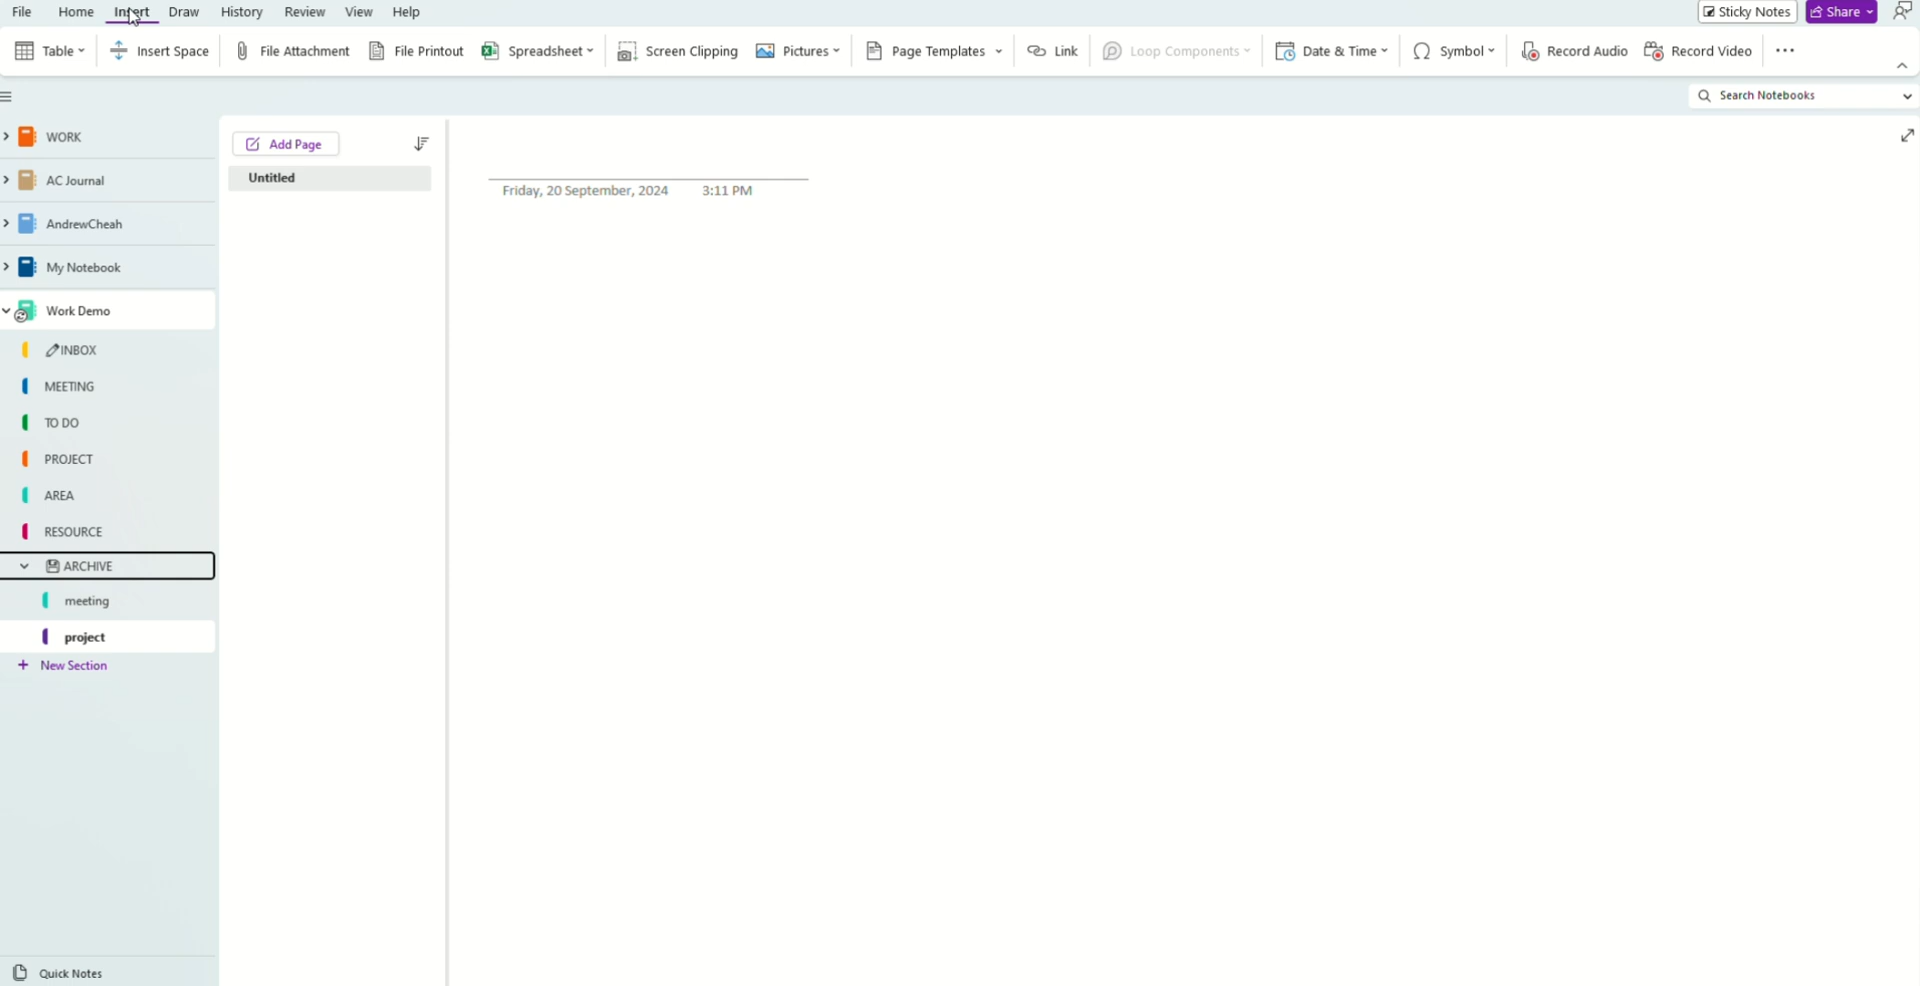 File Home Insert Draw History Review View Help Sticky Notes Share
Table Insert Space File Attachment File Printout Spreadsheet Screen Clipping Pictures Page Templates Link Loop Components Date & Time Symbol Record Audio Record Video ...
Search Notebooks
WORK
AC Journal
AndrewCheah
My Notebook
Work Demo
INBOX
MEETING
TO DO
PROJECT
AREA
RESOURCE
ARCHIVE
meeting
project
+ New Section
Quick Notes
Add Page
Untitled
Friday, 20 September, 2024 3:11 PM